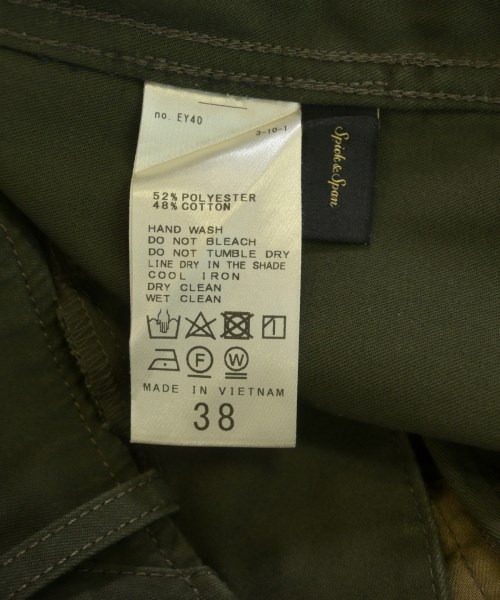 no. EY40
3-10-1
Spick&Span
52% POLYESTER
48% COTTON
HAND WASH
DO NOT BLEACH
DO NOT TUMBLE DRY
LINE DRY IN THE SHADE
COOL IRON
DRY CLEAN
WET CLEAN
F W
MADE IN VIETNAM
38